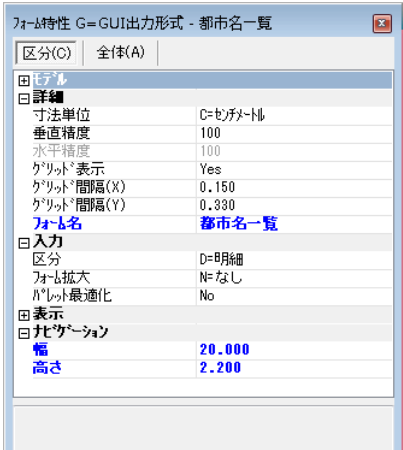 ﾌｫｰﾑ特性 G=GUI出力形式 - 都市名一覧
区分(C) 全体(A)
ﾓﾃﾞﾙ
詳細
寸法単位 C=ｾﾝﾁﾒｰﾄﾙ
垂直精度 100
水平精度 100
ｸﾞﾘｯﾄﾞ表示 Yes
ｸﾞﾘｯﾄﾞ間隔(X) 0.150
ｸﾞﾘｯﾄﾞ間隔(Y) 0.330
ﾌｫｰﾑ名 都市名一覧
入力
区分 D=明細
ﾌｫｰﾑ拡大 N=なし
ﾊﾟﾚｯﾄ最適化 No
表示
ﾅﾋﾞｹﾞｰｼｮﾝ
幅 20.000
高さ 2.200